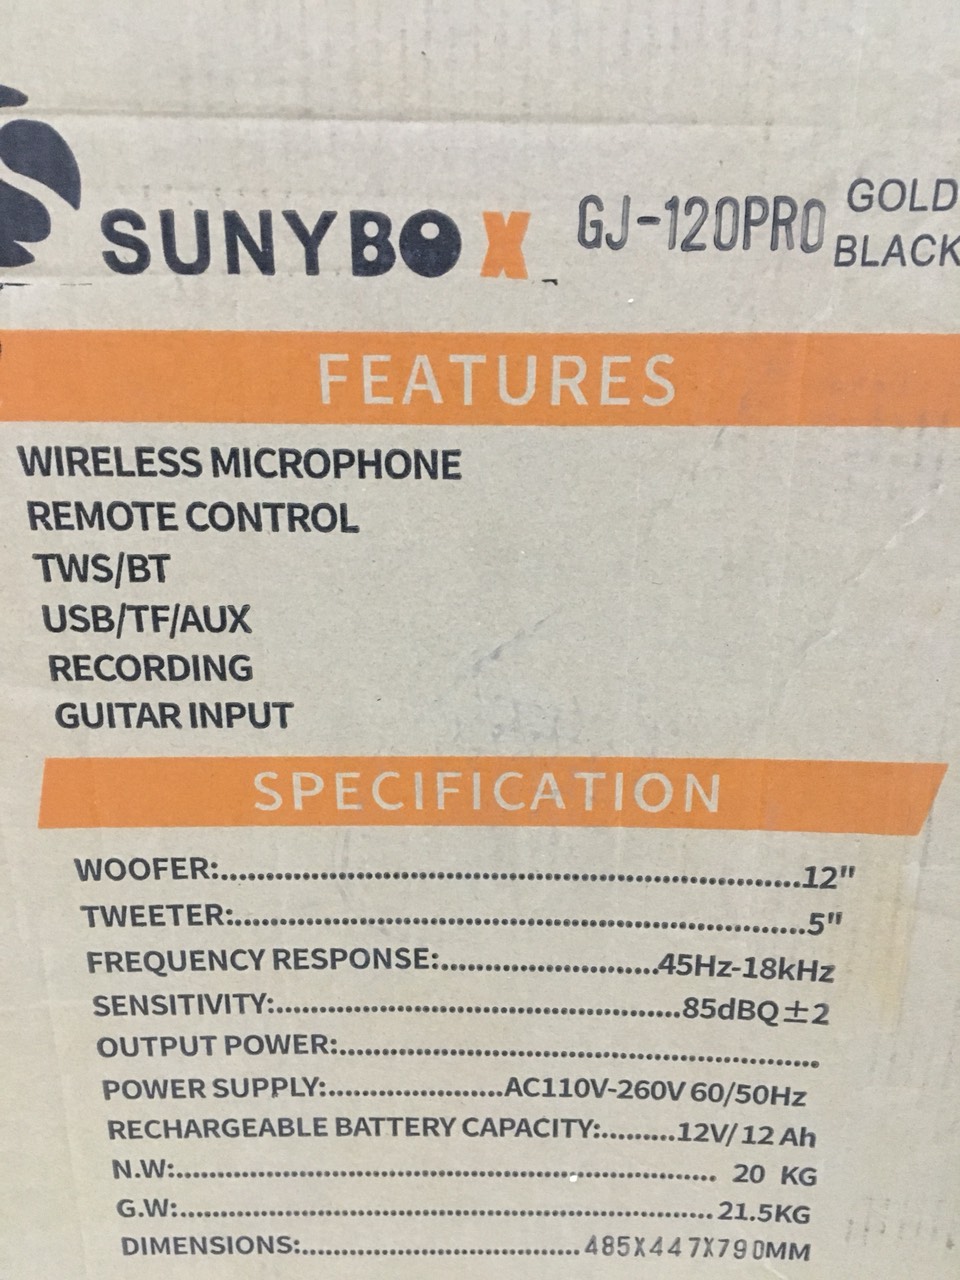 SUNYBOX GJ-120PRO GOLD
BLACK
FEATURES
WIRELESS MICROPHONE
REMOTE CONTROL
TWS/BT
USB/TF/AUX
RECORDING
GUITAR INPUT
SPECIFICATION
WOOFER:..........12"
TWEETER:..........5"
FREQUENCY RESPONSE:..........45Hz-18kHz
SENSITIVITY:..........85dBQ±2
OUTPUT POWER:..........
POWER SUPPLY:..........AC110V-260V 60/50Hz
RECHARGEABLE BATTERY CAPACITY:.........12V/ 12 Ah
N.W:.......... 20 KG
G.W:..........21.5KG
DIMENSIONS:..........485X447X790MM